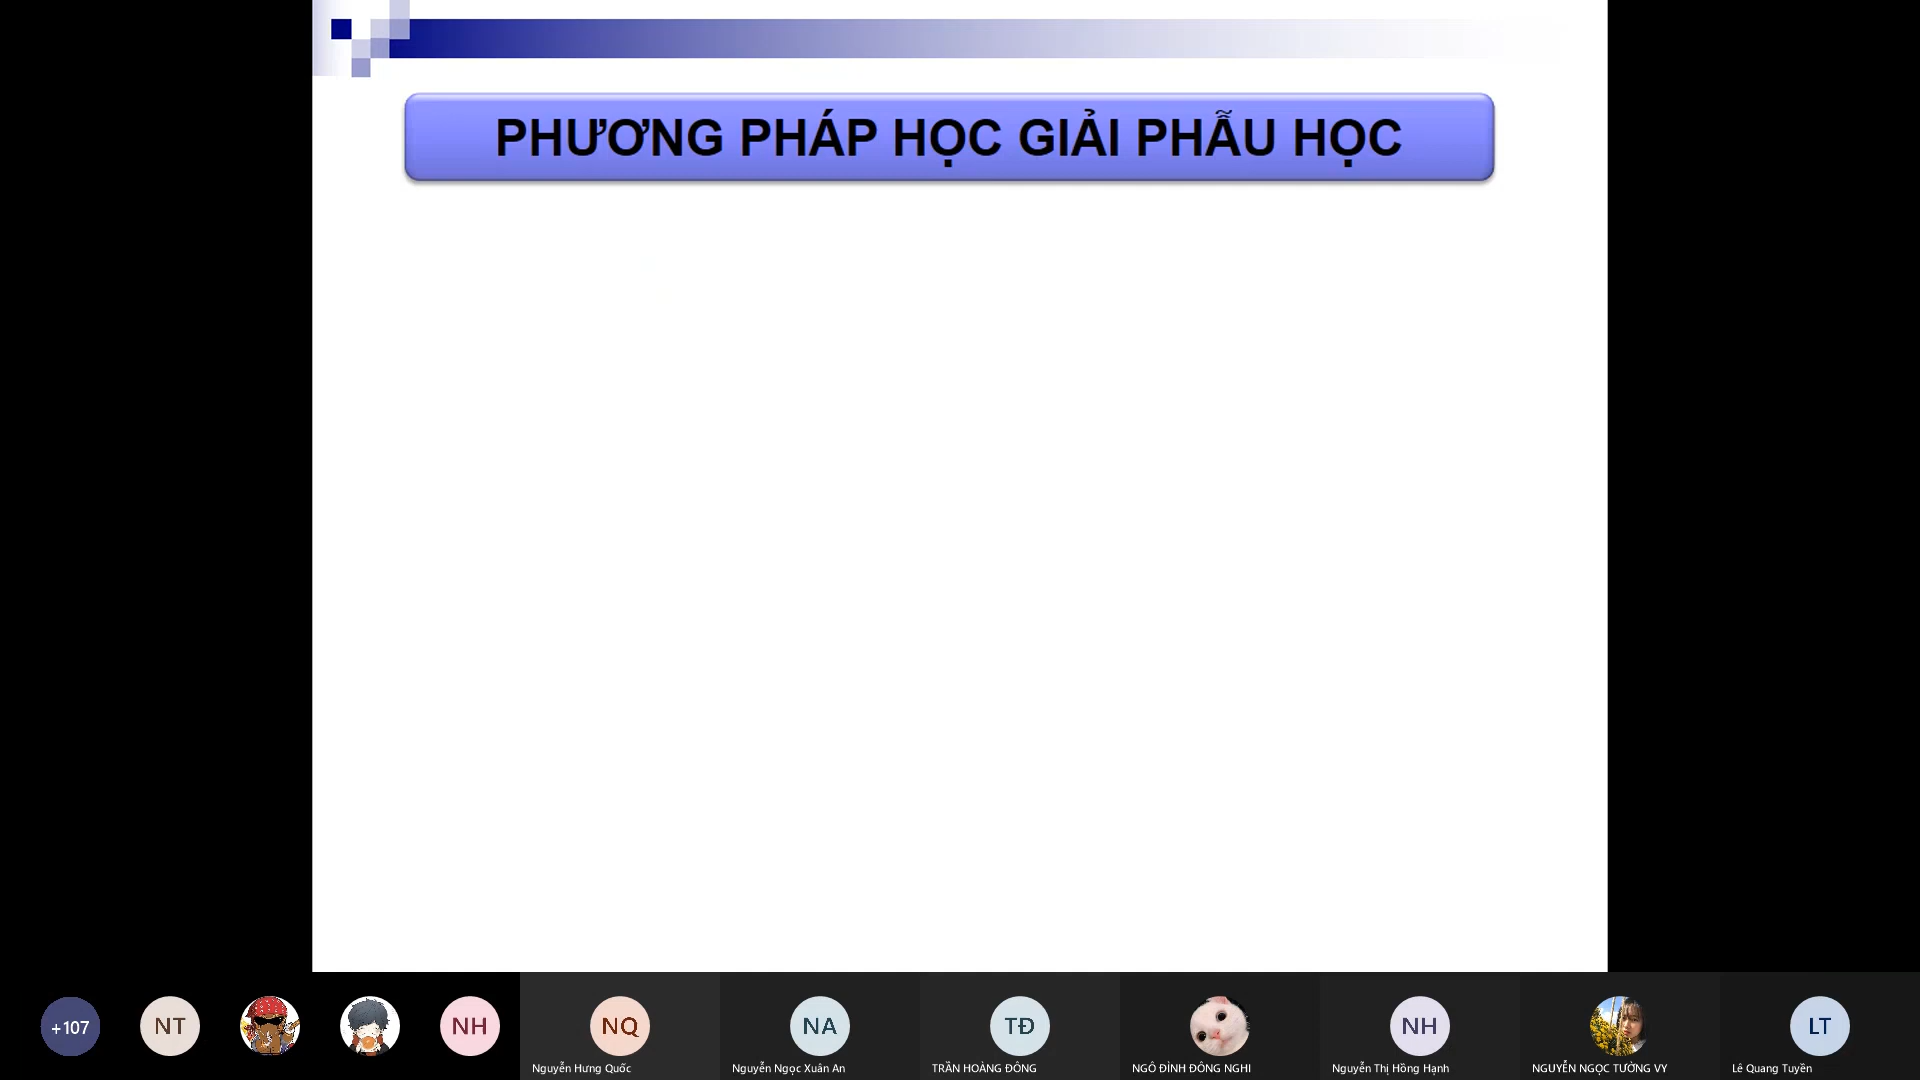 PHƯƠNG PHÁP HỌC GIẢI PHẪU HỌC
+107
NT
NH
NQ
NA
TĐ
NH
LT
Nguyễn Hưng Quốc
Nguyễn Ngọc Xuân An
TRẦN HOÀNG ĐÔNG
NGÔ ĐÌNH ĐÔNG NGHI
Nguyễn Thị Hồng Hạnh
NGUYỄN NGỌC TƯỜNG VY
Lê Quang Tuyền